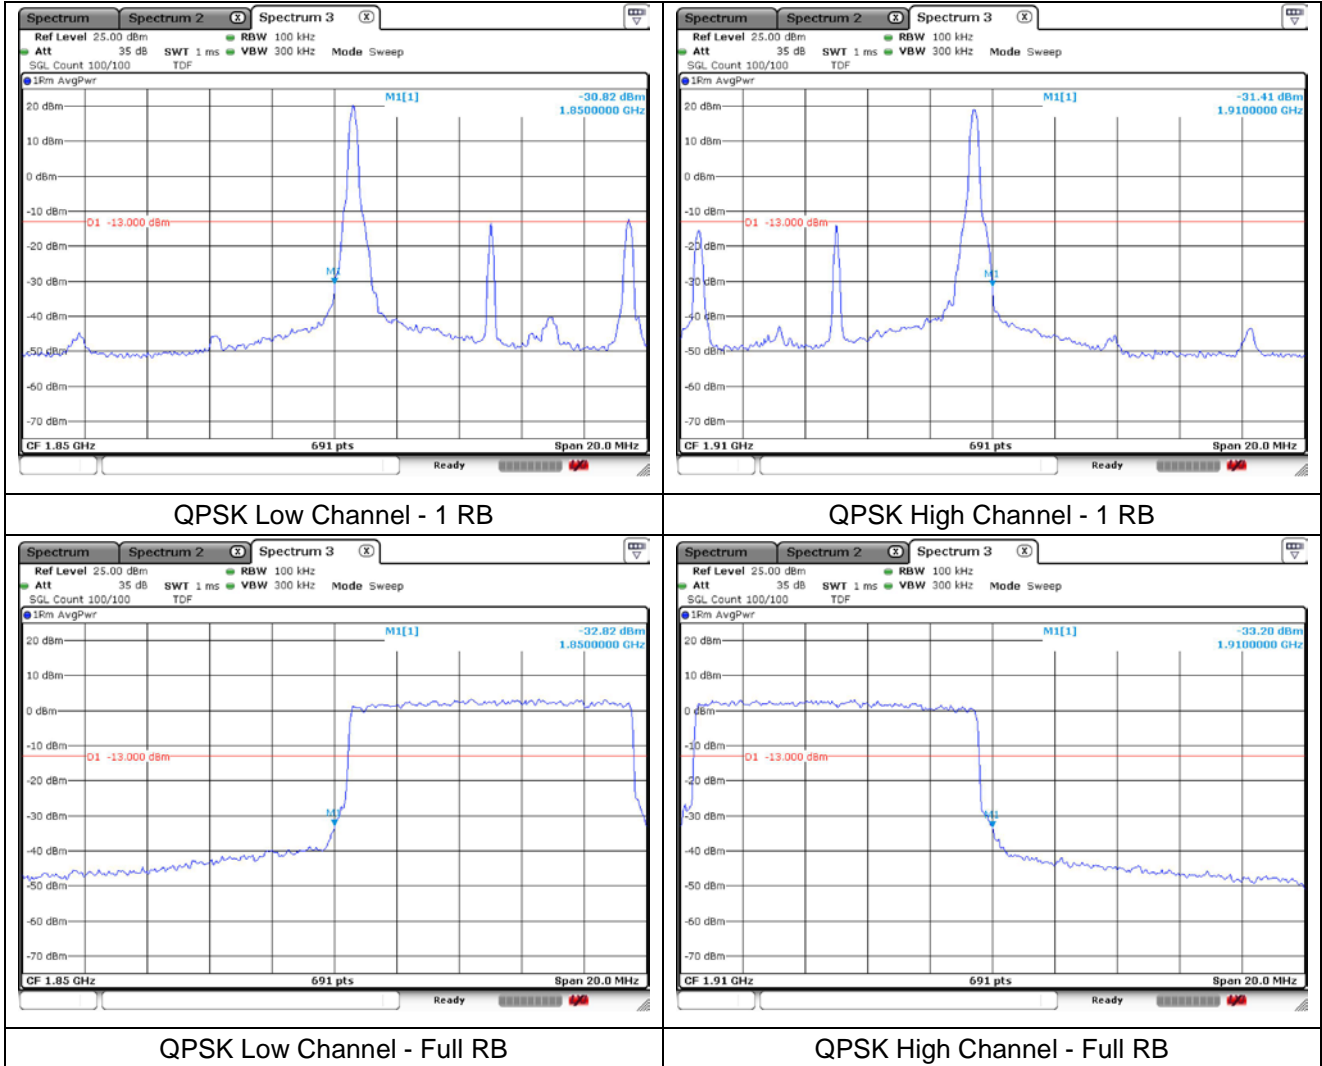 Spectrum Spectrum 2 X Spectrum 3 X
Ref Level 25.00 dBm RBW 100 kHz
Att 35 dB SWT 1 ms VBW 300 kHz Mode Sweep
SGL Count 100/100 TDF
1Rm AvgPwr
M1[1] -30.82 dBm
1.8500000 GHz
20 dBm
10 dBm
0 dBm
-10 dBm
D1 -13.000 dBm
-20 dBm
M1
-30 dBm
-40 dBm
-50 dBm
-60 dBm
-70 dBm
CF 1.85 GHz 691 pts Span 20.0 MHz
Ready
QPSK Low Channel - 1 RB
Spectrum Spectrum 2 X Spectrum 3 X
Ref Level 25.00 dBm RBW 100 kHz
Att 35 dB SWT 1 ms VBW 300 kHz Mode Sweep
SGL Count 100/100 TDF
1Rm AvgPwr
M1[1] -31.41 dBm
1.9100000 GHz
20 dBm
10 dBm
0 dBm
-10 dBm
D1 -13.000 dBm
-20 dBm
M1
-30 dBm
-40 dBm
-50 dBm
-60 dBm
-70 dBm
CF 1.91 GHz 691 pts Span 20.0 MHz
Ready
QPSK High Channel - 1 RB
Spectrum Spectrum 2 X Spectrum 3 X
Ref Level 25.00 dBm RBW 100 kHz
Att 35 dB SWT 1 ms VBW 300 kHz Mode Sweep
SGL Count 100/100 TDF
1Rm AvgPwr
M1[1] -32.82 dBm
1.8500000 GHz
20 dBm
10 dBm
0 dBm
-10 dBm
D1 -13.000 dBm
-20 dBm
M1
-30 dBm
-40 dBm
-50 dBm
-60 dBm
-70 dBm
CF 1.85 GHz 691 pts Span 20.0 MHz
Ready
QPSK Low Channel - Full RB
Spectrum Spectrum 2 X Spectrum 3 X
Ref Level 25.00 dBm RBW 100 kHz
Att 35 dB SWT 1 ms VBW 300 kHz Mode Sweep
SGL Count 100/100 TDF
1Rm AvgPwr
M1[1] -33.20 dBm
1.9100000 GHz
20 dBm
10 dBm
0 dBm
-10 dBm
D1 -13.000 dBm
-20 dBm
M1
-30 dBm
-40 dBm
-50 dBm
-60 dBm
-70 dBm
CF 1.91 GHz 691 pts Span 20.0 MHz
Ready
QPSK High Channel - Full RB